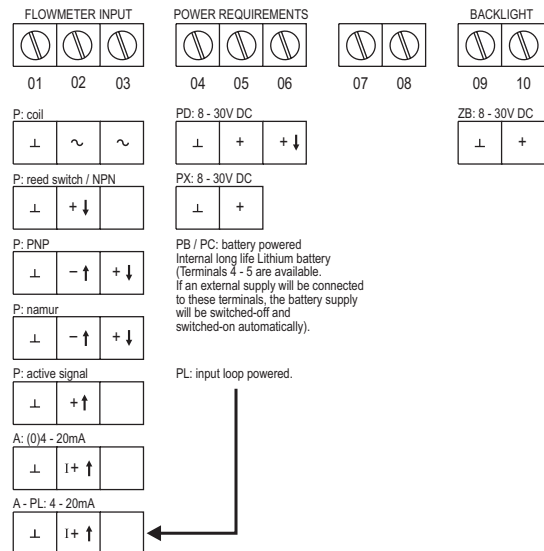 FLOWMETER INPUT
POWER REQUIREMENTS
BACKLIGHT
01 02 03
04 05 06
07 08
09 10
P: coil
⊥ ~ ~
PD: 8 - 30V DC
⊥ + +↓
ZB: 8 - 30V DC
⊥ +
P: reed switch / NPN
⊥ +↓
PX: 8 - 30V DC
⊥ +
P: PNP
⊥ -↑ +↓
PB / PC: battery powered
Internal long life Lithium battery
(Terminals 4 - 5 are available.
If an external supply will be connected
to these terminals, the battery supply
will be switched-off and
switched-on automatically).
P: namur
⊥ -↑ +↓
P: active signal
⊥ +↑
PL: input loop powered.
A: (0)4 - 20mA
⊥ I+ ↑
A - PL: 4 - 20mA
⊥ I+ ↑